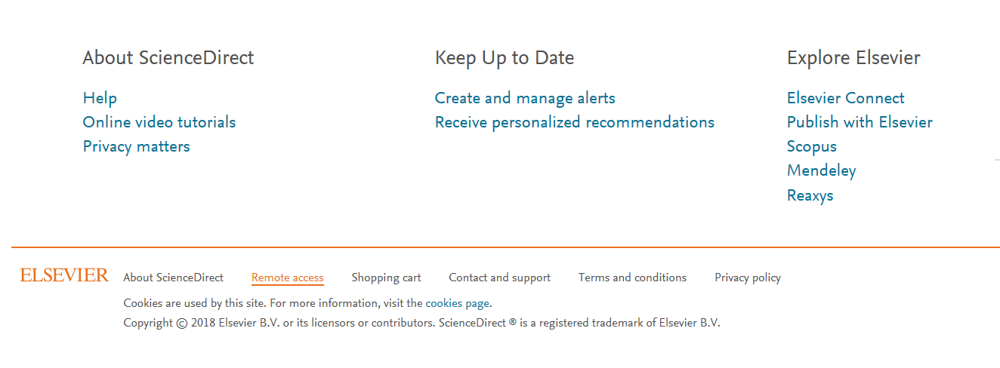 About ScienceDirect
Help
Online video tutorials
Privacy matters
Keep Up to Date
Create and manage alerts
Receive personalized recommendations
Explore Elsevier
Elsevier Connect
Publish with Elsevier
Scopus
Mendeley
Reaxys
ELSEVIER About ScienceDirect Remote access Shopping cart Contact and support Terms and conditions Privacy policy
Cookies are used by this site. For more information, visit the cookies page.
Copyright © 2018 Elsevier B.V. or its licensors or contributors. ScienceDirect ® is a registered trademark of Elsevier B.V.